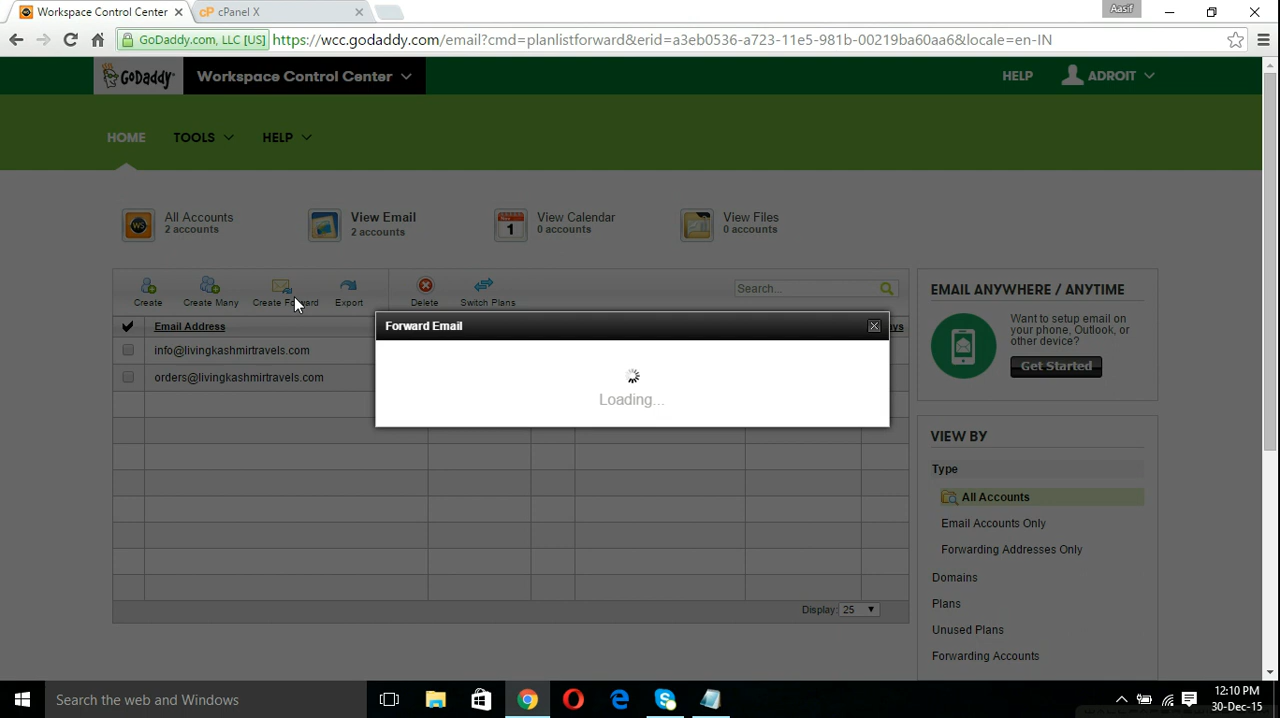 Workspace Control Center
cPanel X
Aasif
GoDaddy.com, LLC [US]
https://wcc.godaddy.com/email?cmd=planlistforward&erid=a3eb0536-a723-11e5-981b-00219ba60aa6&locale=en-IN
GoDaddy
Workspace Control Center
HELP
ADROIT
HOME
TOOLS
HELP
All Accounts
2 accounts
View Email
2 accounts
View Calendar
0 accounts
View Files
0 accounts
Create
Create Many
Create Forward
Export
Delete
Switch Plans
Search...
Email Address
info@livingkashmirtravels.com
orders@livingkashmirtravels.com
Forward Email
Loading...
Display: 25
EMAIL ANYWHERE / ANYTIME
Want to setup email on
your phone, Outlook, or
other device?
Get Started
VIEW BY
Type
All Accounts
Email Accounts Only
Forwarding Addresses Only
Domains
Plans
Unused Plans
Forwarding Accounts
Search the web and Windows
12:10 PM
30-Dec-15